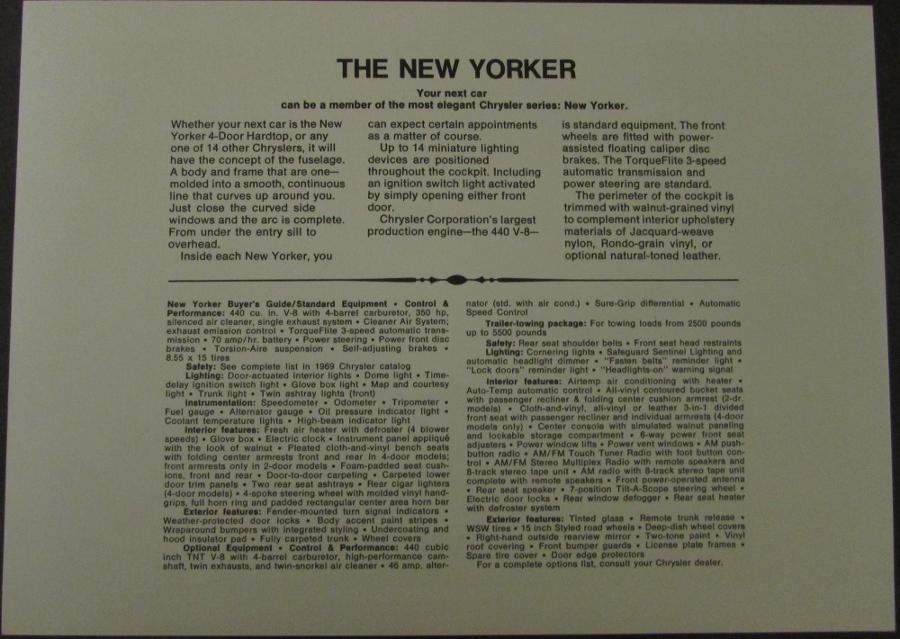 THE NEW YORKER
Your next car
can be a member of the most elegant Chrysler series: New Yorker.
Whether your next car is the New
Yorker 4-Door Hardtop, or any
one of 14 other Chryslers, it will
have the concept of the fuselage.
A body and frame that are one—
molded into a smooth, continuous
line that curves up around you.
Just close the curved side
windows and the arc is complete.
From under the entry sill to
overhead.
Inside each New Yorker, you
can expect certain appointments
as a matter of course.
Up to 14 miniature lighting
devices are positioned
throughout the cockpit. Including
an ignition switch light activated
by simply opening either front
door.
Chrysler Corporation's largest
production engine—the 440 V-8—
is standard equipment. The front
wheels are fitted with power-
assisted floating caliper disc
brakes. The TorqueFlite 3-speed
automatic transmission and
power steering are standard.
The perimeter of the cockpit is
trimmed with walnut-grained vinyl
to complement interior upholstery
materials of Jacquard-weave
nylon, Rondo-grain vinyl, or
optional natural-toned leather.
New Yorker Buyer's Guide/Standard Equipment • Control &
Performance: 440 cu. in. V-8 with 4-barrel carburetor, 350 hp,
silenced air cleaner, single exhaust system • Cleaner Air System;
exhaust emission control • TorqueFlite 3-speed automatic trans-
mission • 70 amp/hr. battery • Power steering • Power front disc
brakes • Torsion-Aire suspension • Self-adjusting brakes •
8.55 x 15 tires
Safety: See complete list in 1969 Chrysler catalog
Lighting: Door-actuated interior lights • Dome light • Time-
delay ignition switch light • Glove box light • Map and courtesy
light • Trunk light • Twin ashtray lights (front)
Instrumentation: Speedometer • Odometer • Tripometer •
Fuel gauge • Alternator gauge • Oil pressure indicator light •
Coolant temperature lights • High-beam indicator light
Interior features: Fresh air heater with defroster (4 blower
speeds) • Glove box • Electric clock • Instrument panel appliqué
with the look of walnut • Pleated cloth-and-vinyl bench seats
with folding center armrests front and rear in 4-door models;
front armrests only in 2-door models • Foam-padded seat cush-
ions, front and rear • Door-to-door carpeting • Carpeted lower
door trim panels • Two rear seat ashtrays • Rear cigar lighters
(4-door models) • 4-spoke steering wheel with molded vinyl hand-
grips, full horn ring and padded rectangular center area horn bar
Exterior features: Fender-mounted turn signal indicators •
Weather-protected door locks • Body accent paint stripes •
Wraparound bumpers with integrated styling • Undercoating and
hood insulator pad • Fully carpeted trunk • Wheel covers
Optional Equipment • Control & Performance: 440 cubic
inch TNT V-8 with 4-barrel carburetor, high-performance cam-
shaft, twin exhausts, and twin-snorkel air cleaner • 46 amp. alter-
nator (std. with air cond.) • Sure-Grip differential • Automatic
Speed Control
Trailer-towing package: For towing loads from 2500 pounds
up to 5500 pounds
Safety: Rear seat shoulder belts • Front seat head restraints
Lighting: Cornering lights • Safeguard Sentinel Lighting and
automatic headlight dimmer • "Fasten belts" reminder light •
"Lock doors" reminder light • "Headlights-on" warning signal
Interior features: Airtemp air conditioning with heater •
Auto-Temp automatic control • All-vinyl contoured bucket seats
with passenger recliner & folding center cushion armrest (2-dr.
models) • Cloth-and-vinyl, all-vinyl or leather 3-in-1 divided
front seat with passenger recliner and individual armrests (4-door
models only) • Center console with simulated walnut paneling
and lockable storage compartment • 6-way power front seat
adjusters • Power window lifts • Power vent windows • AM push-
button radio • AM/FM Touch Tuner Radio with foot button con-
trol • AM/FM Stereo Multiplex Radio with remote speakers and
8-track stereo tape unit • AM radio with 8-track stereo tape unit
complete with remote speakers • Front power-operated antenna
• Rear seat speaker • 7-position Tilt-A-Scope steering wheel •
Electric door locks • Rear window defogger • Rear seat heater
with defroster system
Exterior features: Tinted glass • Remote trunk release •
WSW tires • 15 inch Styled road wheels • Deep-dish wheel covers
• Right-hand outside rearview mirror • Two-tone paint • Vinyl
roof covering • Front bumper guards • License plate frames •
Spare tire cover • Door edge protectors
For a complete options list, consult your Chrysler dealer.